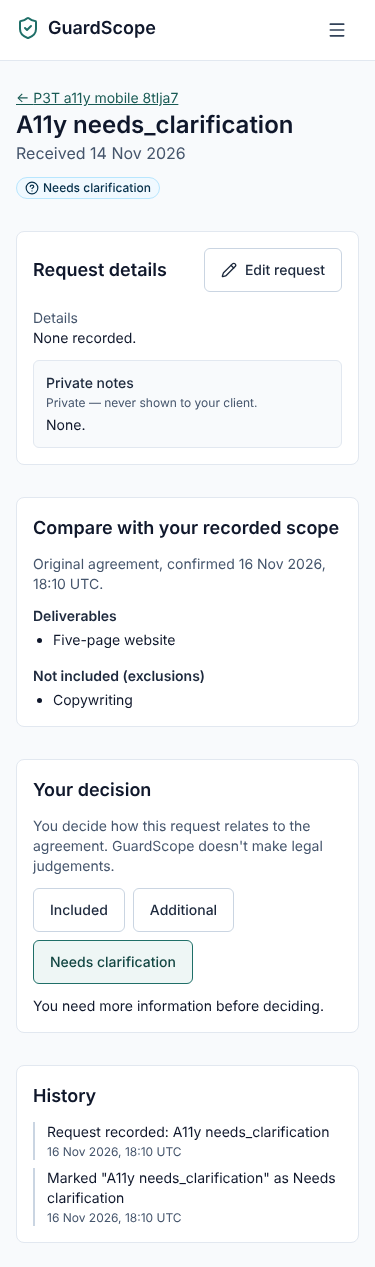 GuardScope
← P3T a11y mobile 8tlja7
A11y needs_clarification
Received 14 Nov 2026
Needs clarification
Request details
Edit request
Details
None recorded.
Private notes
Private — never shown to your client.
None.
Compare with your recorded scope
Original agreement, confirmed 16 Nov 2026,
18:10 UTC.
Deliverables
• Five-page website
Not included (exclusions)
• Copywriting
Your decision
You decide how this request relates to the
agreement. GuardScope doesn't make legal
judgements.
Included
Additional
Needs clarification
You need more information before deciding.
History
Request recorded: A11y needs_clarification
16 Nov 2026, 18:10 UTC
Marked "A11y needs_clarification" as Needs
clarification
16 Nov 2026, 18:10 UTC